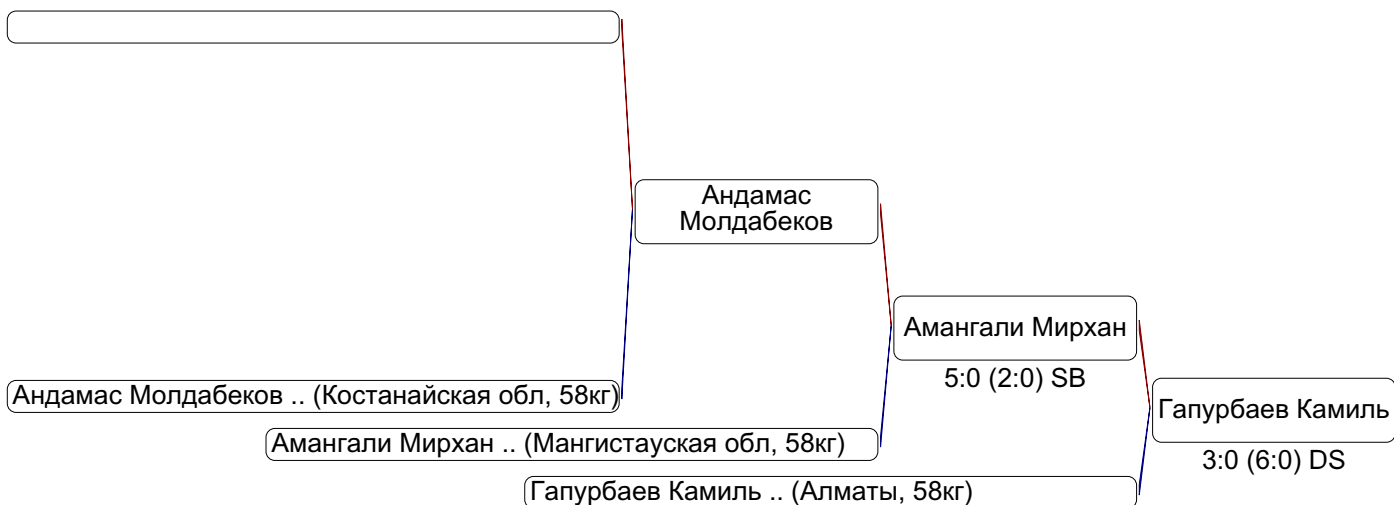 Андамас
Молдабеков
Амангали Мирхан
5:0 (2:0) SB
Андамас Молдабеков .. (Костанайская обл, 58кг)
Гапурбаев Камиль
Амангали Мирхан .. (Мангистауская обл, 58кг)
3:0 (6:0) DS
Гапурбаев Камиль .. (Алматы, 58кг)